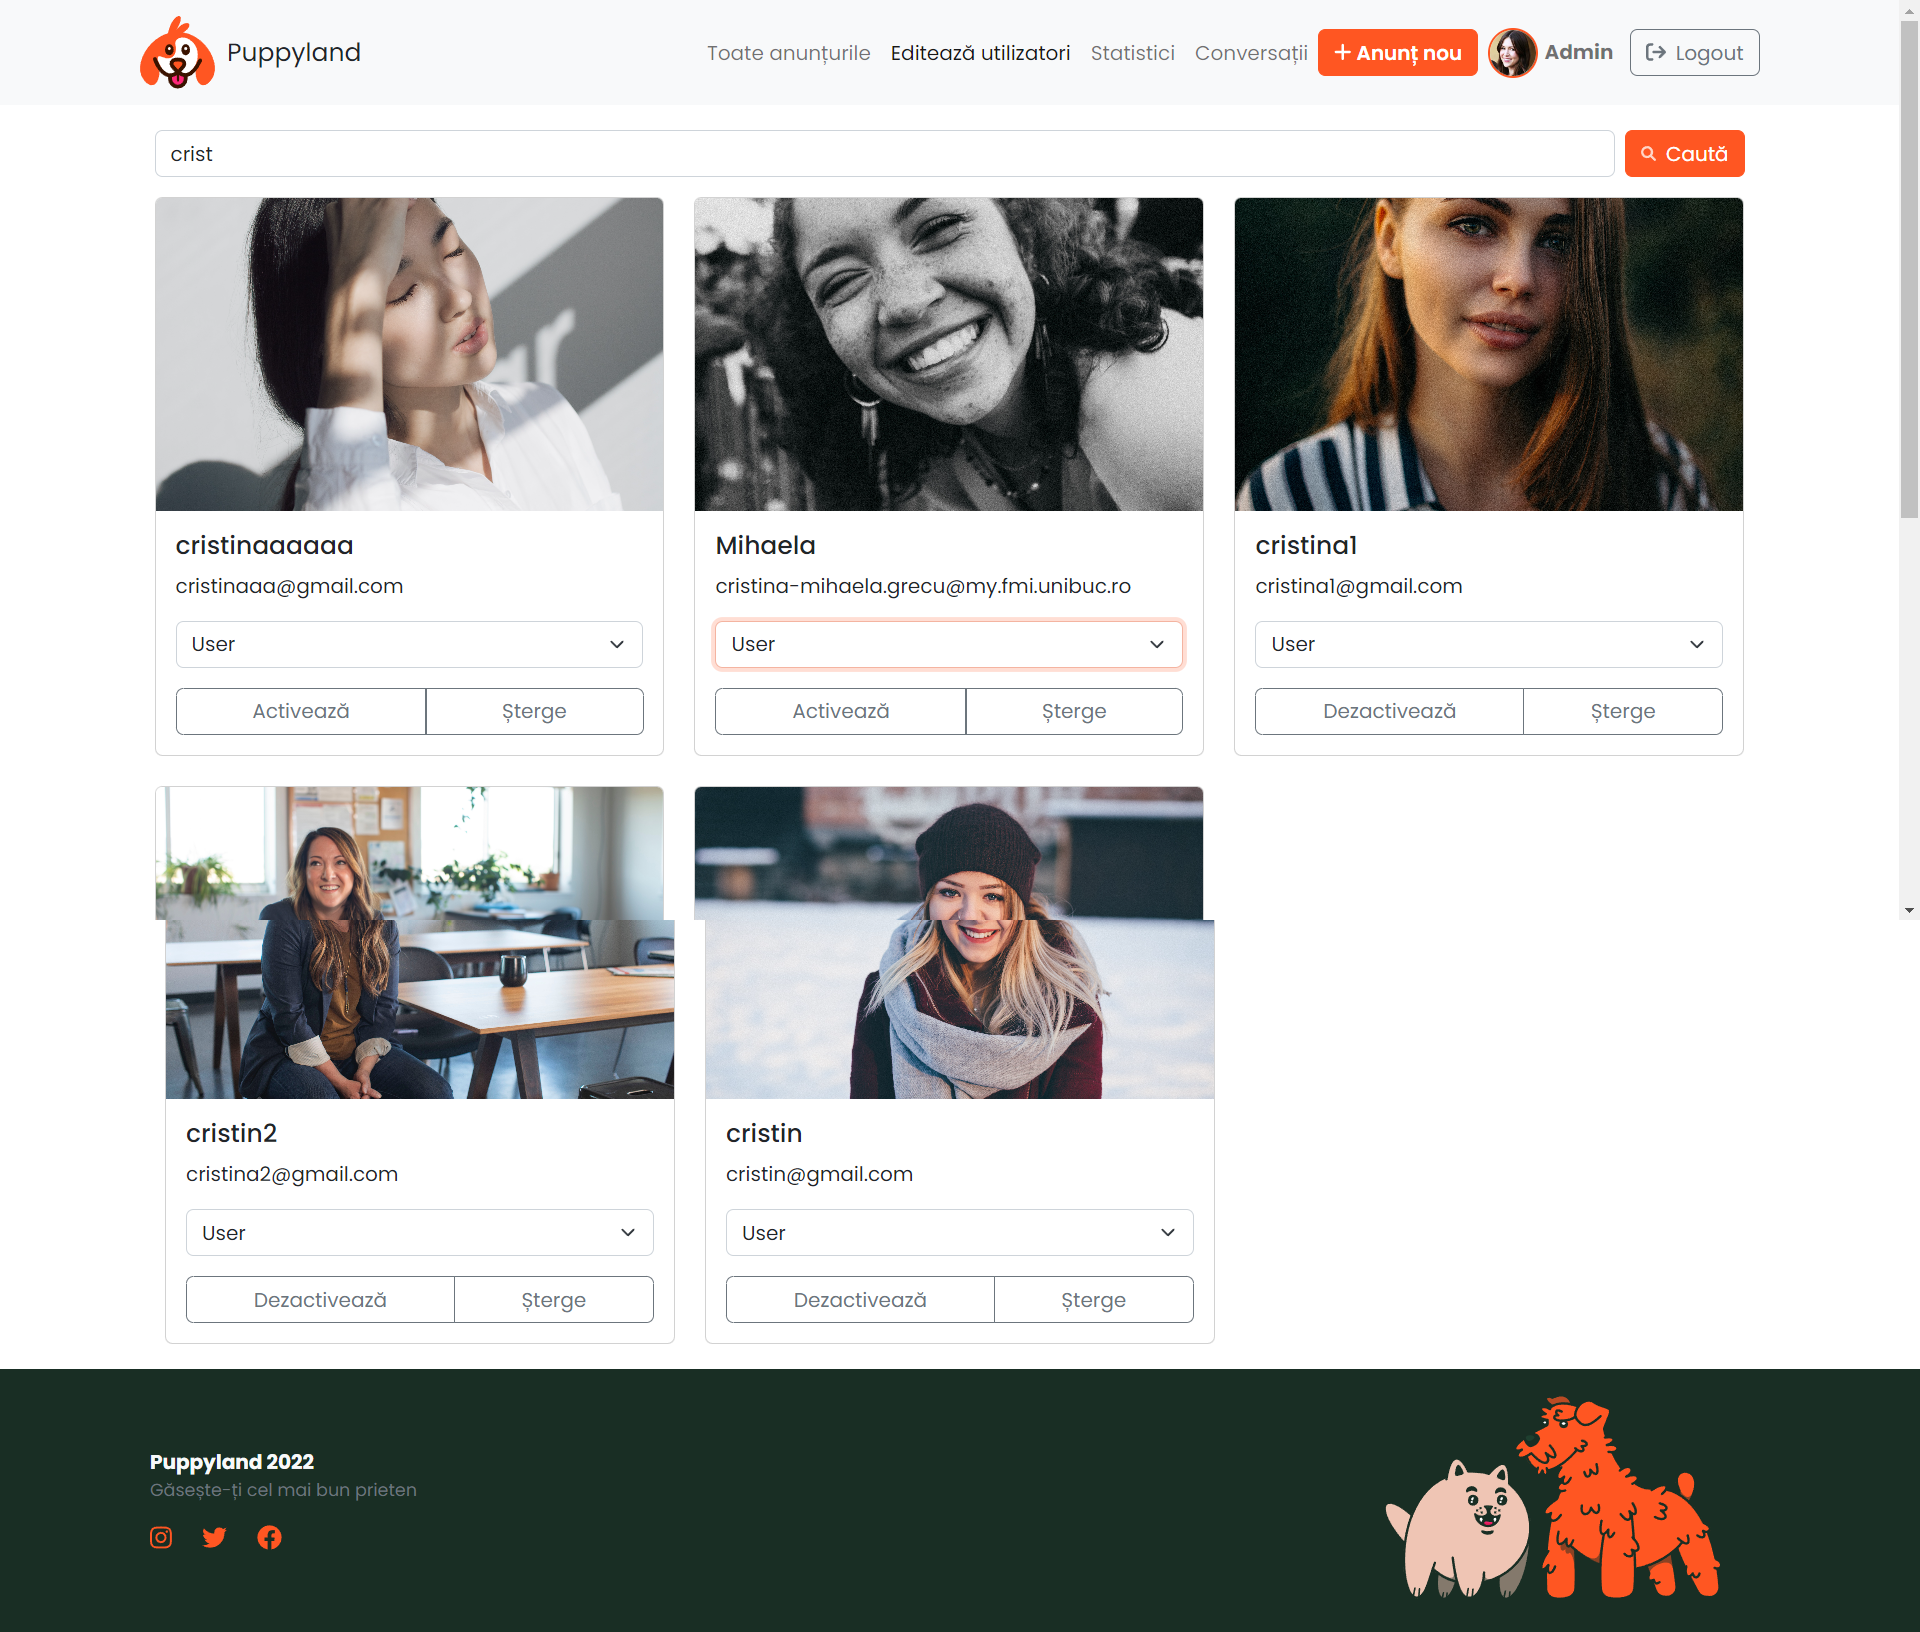 Puppyland
Toate anunțurile Editează utilizatori Statistici Conversații + Anunț nou Admin Logout
crist
Caută
cristinaaaaaa
cristinaaa@gmail.com
User
Activează Șterge
Mihaela
cristina-mihaela.grecu@my.fmi.unibuc.ro
User
Activează Șterge
cristina1
cristina1@gmail.com
User
Dezactivează Șterge
cristin2
cristina2@gmail.com
User
Dezactivează Șterge
cristin
cristin@gmail.com
User
Dezactivează Șterge
Puppyland 2022
Găsește-ți cel mai bun prieten